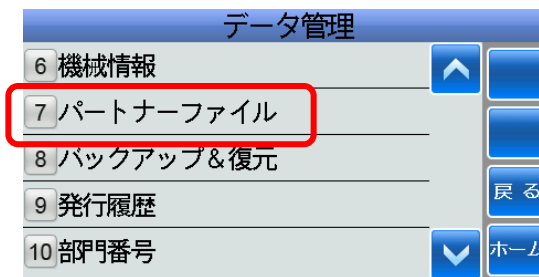 データ管理
6 機械情報
7 パートナーファイル
8 バックアップ&復元
9 発行履歴
戻る
10 部門番号
ホーム